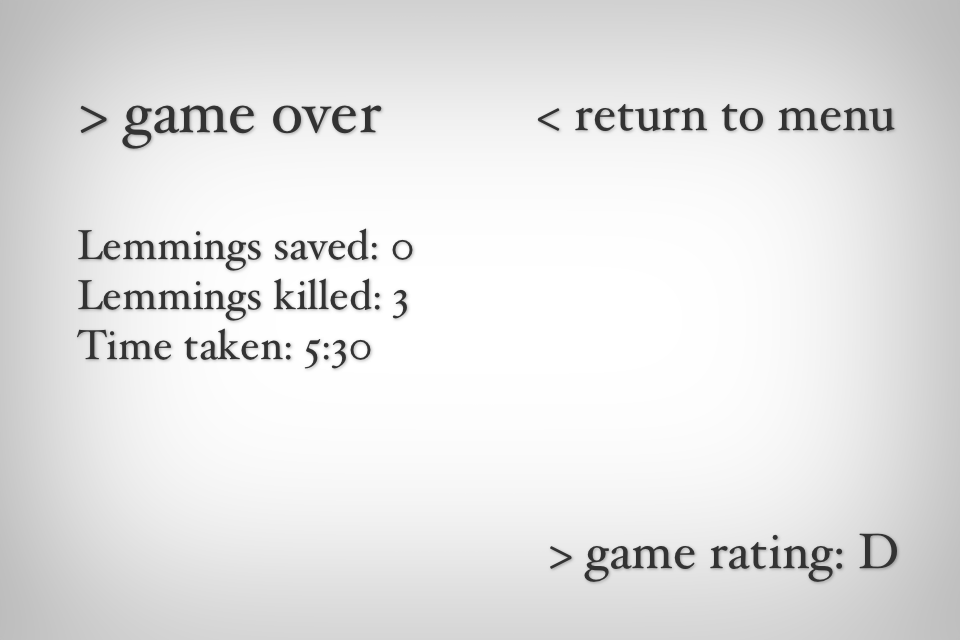 > game over
< return to menu
Lemmings saved: 0
Lemmings killed: 3
Time taken: 5:30
> game rating: D